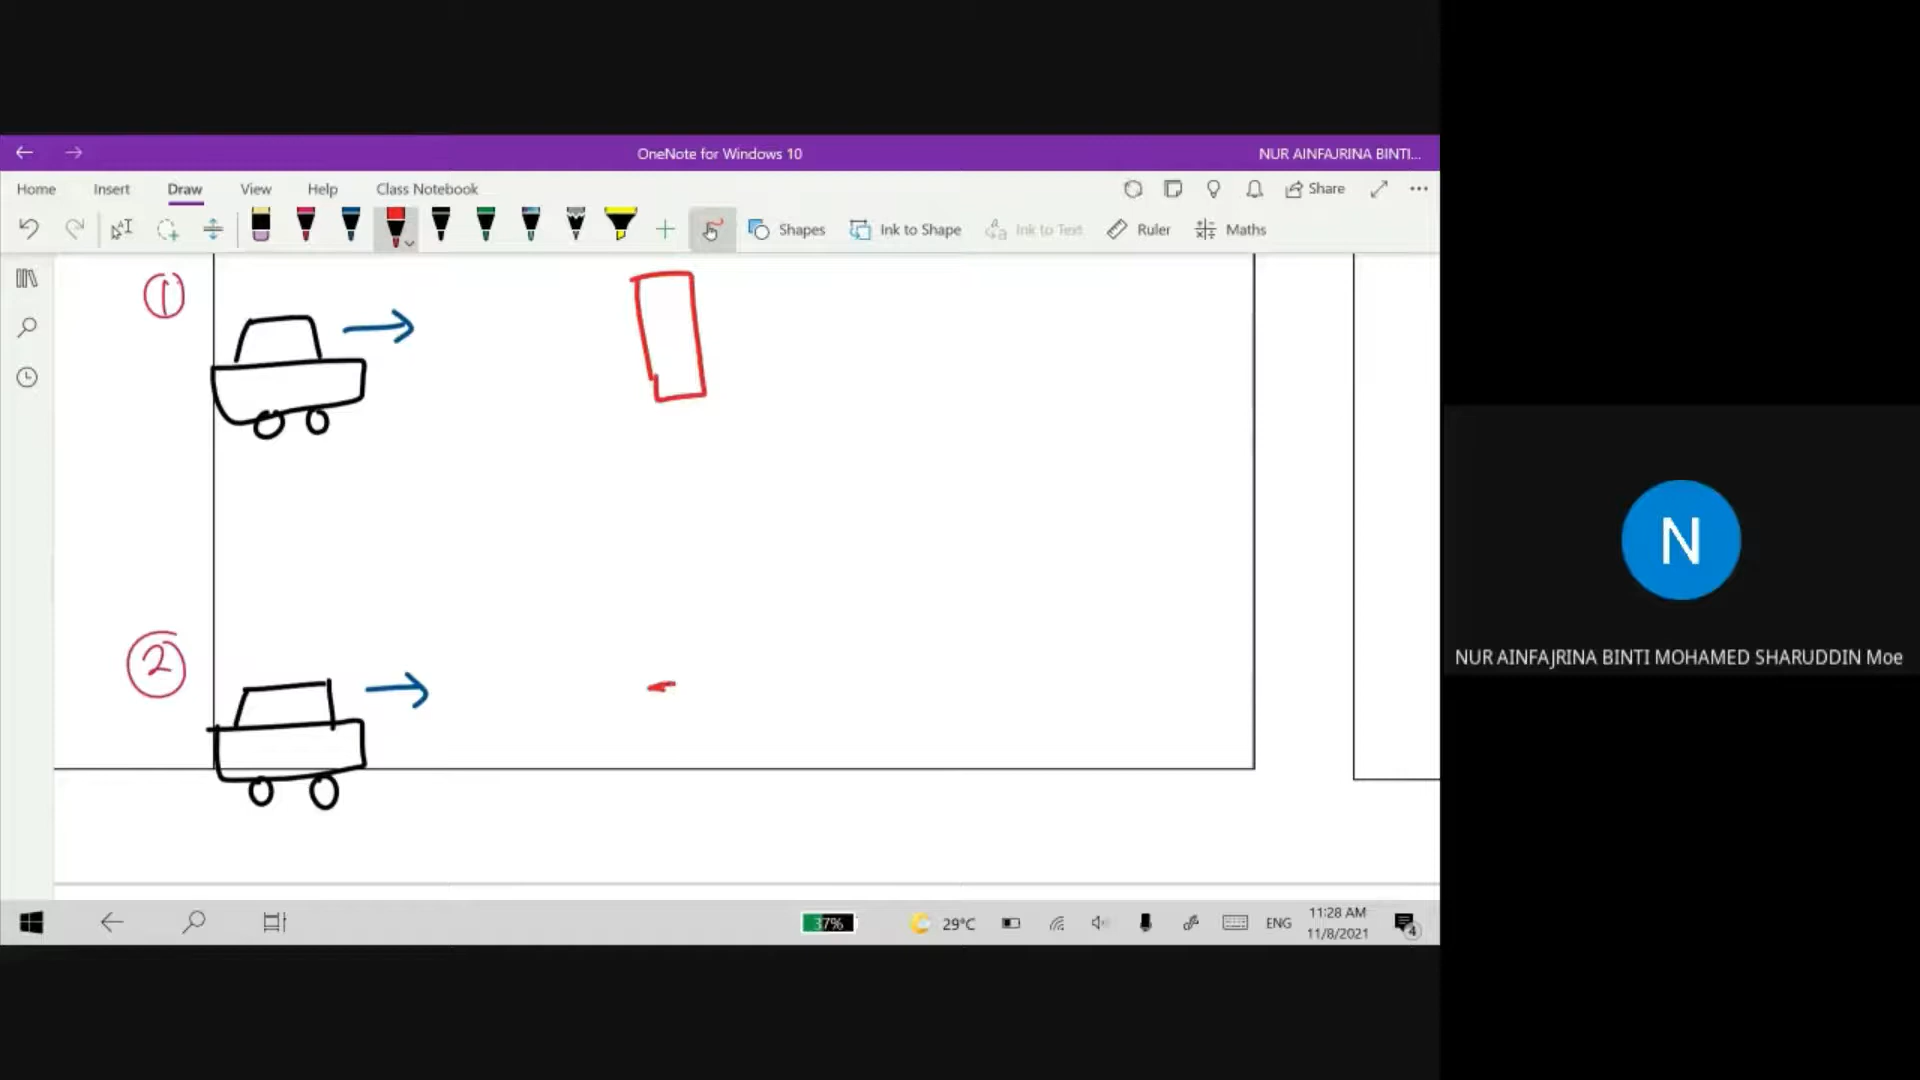 OneNote for Windows 10
NUR AINFAJRINA BINTI...
Home Insert Draw View Help Class Notebook
Share
Shapes Ink to Shape Ink to Text Ruler Maths
1
2
N
NUR AINFAJRINA BINTI MOHAMED SHARUDDIN Moe
37% 29°C ENG
11:28 AM
11/8/2021
4